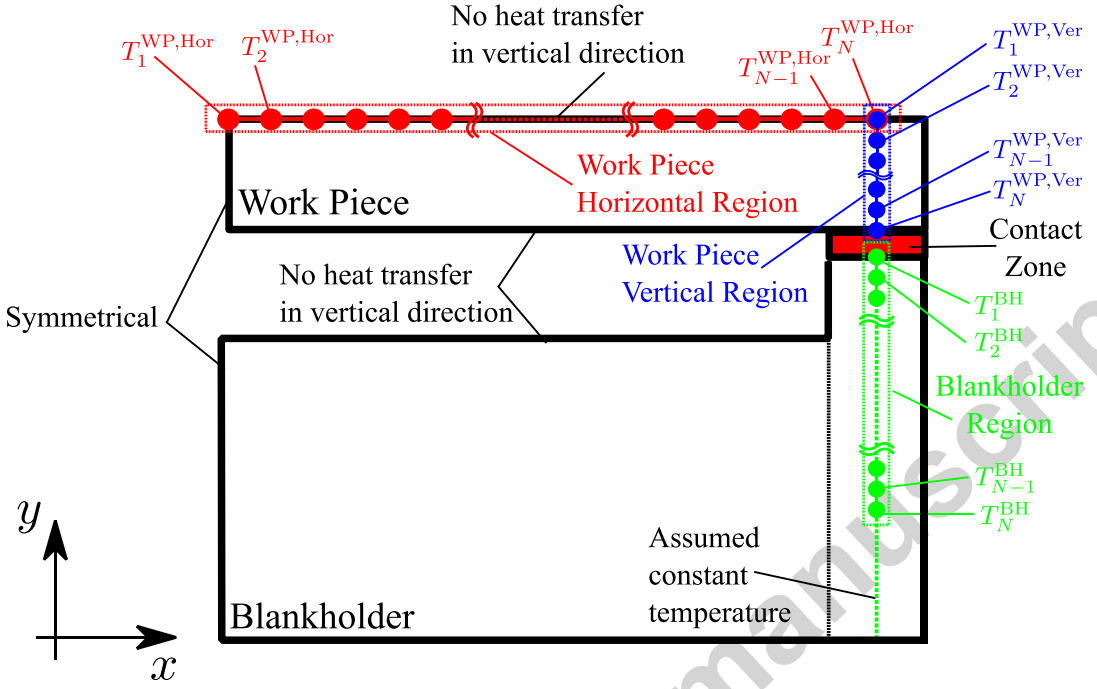 No heat transfer
in vertical direction
T_1^{WP,Hor}
T_2^{WP,Hor}
T_{N-1}^{WP,Hor}
T_N^{WP,Hor}
T_1^{WP,Ver}
T_2^{WP,Ver}
T_{N-1}^{WP,Ver}
T_N^{WP,Ver}
Work Piece
Horizontal Region
Work Piece
Contact
Zone
Work Piece
Vertical Region
No heat transfer
in vertical direction
Symmetrical
T_1^{BH}
T_2^{BH}
Blankholder
Region
T_{N-1}^{BH}
T_N^{BH}
Assumed
constant
temperature
Blankholder
y
x
manuscrip